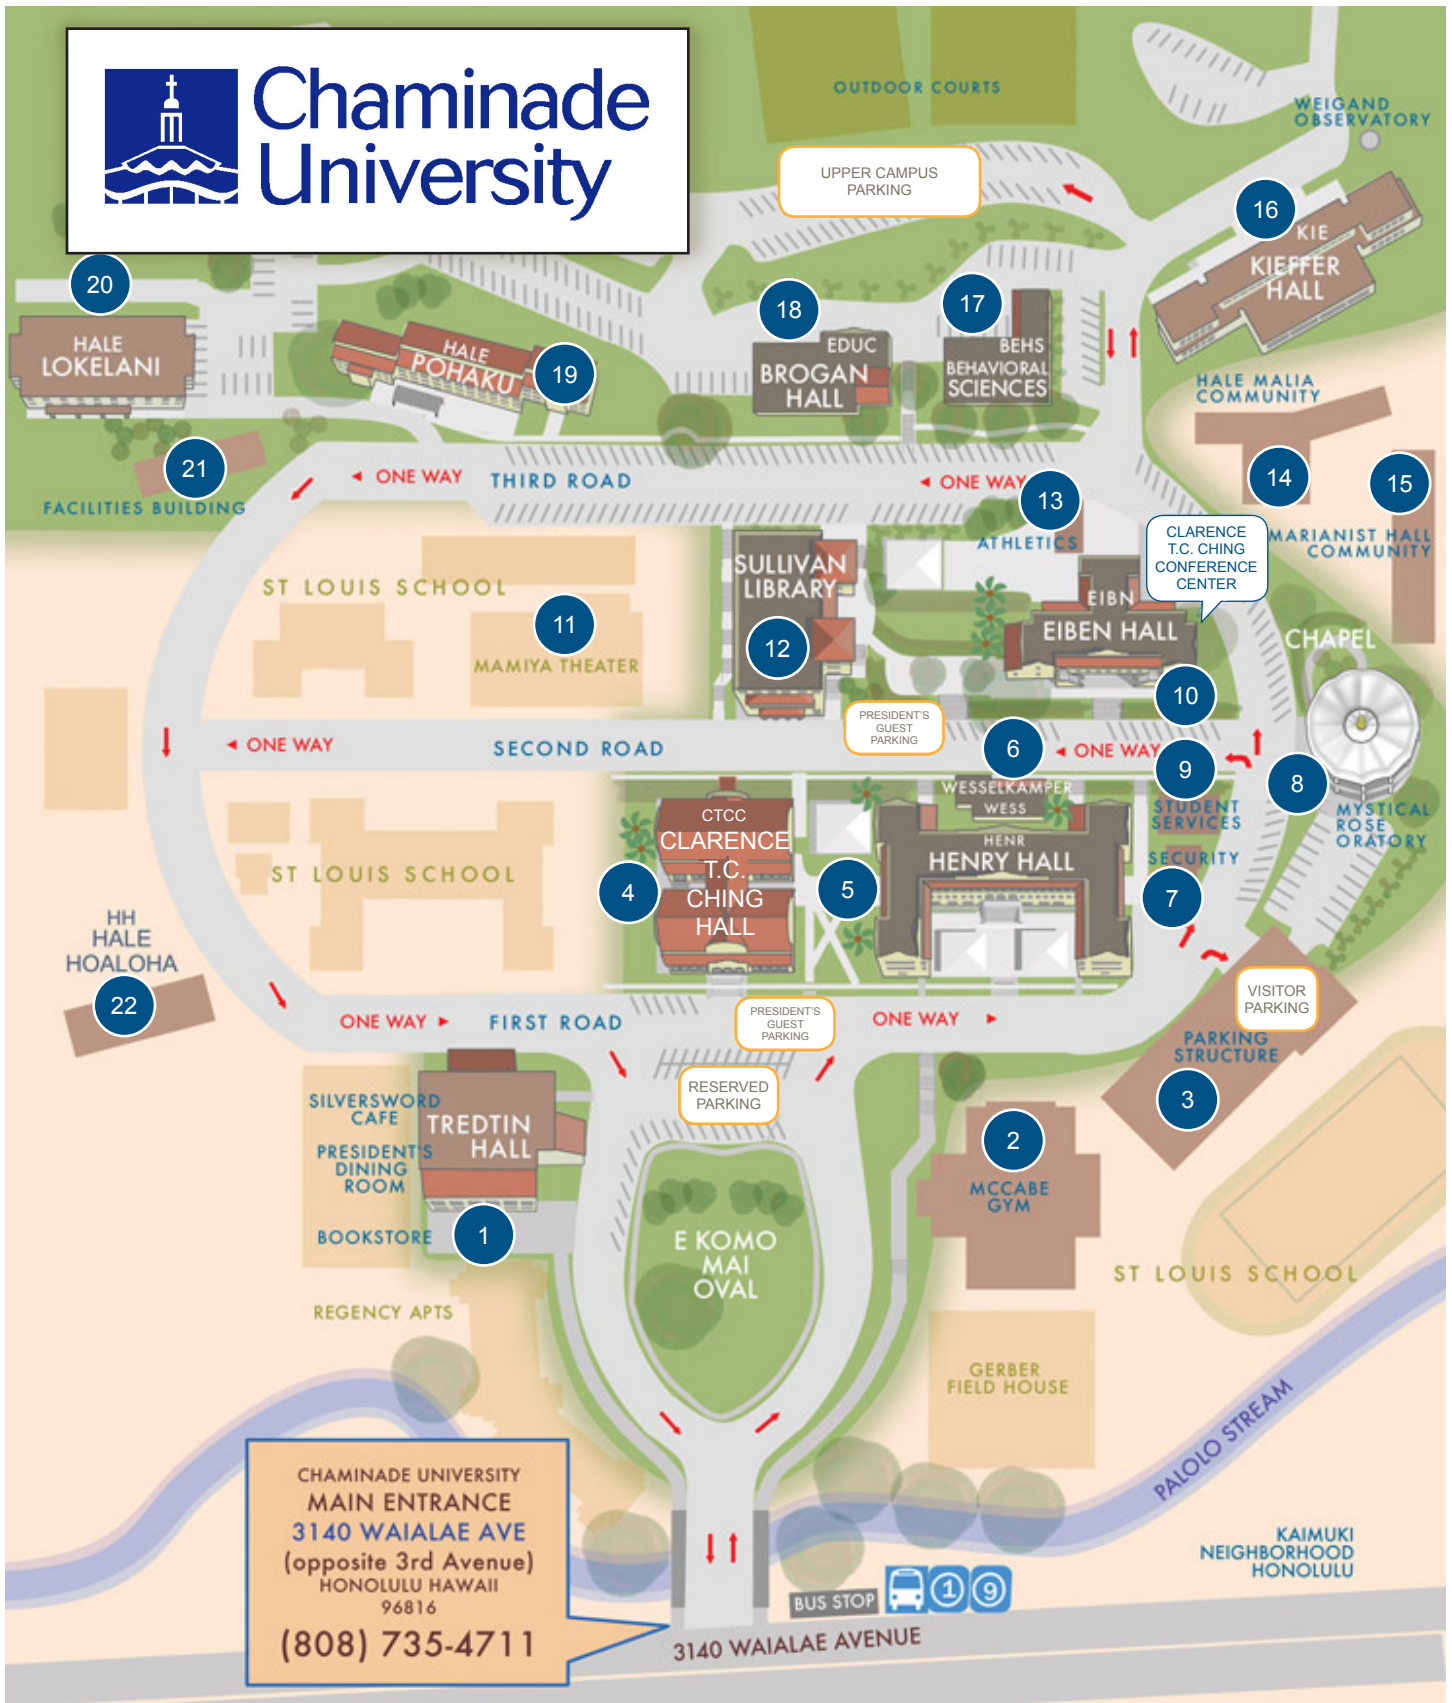 Chaminade
University
OUTDOOR COURTS
WEIGAND
OBSERVATORY
UPPER CAMPUS
PARKING
16
KIE
KIEFFER
HALL
20
HALE
LOKELANI
HALE
POHAKU
19
18
EDUC
BROGAN
HALL
17
BEHS
BEHAVIORAL
SCIENCES
HALE MALIA
COMMUNITY
14
15
MARIANIST HALL
COMMUNITY
21
FACILITIES BUILDING
ONE WAY
THIRD ROAD
ONE WAY
13
ATHLETICS
CLARENCE
T.C. CHING
CONFERENCE
CENTER
ST LOUIS SCHOOL
11
MAMIYA THEATER
SULLIVAN
LIBRARY
12
EIBN
EIBEN HALL
10
CHAPEL
PRESIDENT'S
GUEST
PARKING
ONE WAY
SECOND ROAD
6
ONE WAY
9
STUDENT
SERVICES
8
MYSTICAL
ROSE
ORATORY
WESSELKAMPER
WESS
HENR
HENRY HALL
5
SECURITY
7
CTCC
CLARENCE
T.C.
CHING
HALL
4
ST LOUIS SCHOOL
HH
HALE
HOALOHA
22
ONE WAY
FIRST ROAD
PRESIDENT'S
GUEST
PARKING
ONE WAY
VISITOR
PARKING
PARKING
STRUCTURE
3
RESERVED
PARKING
SILVERSWORD
CAFE
PRESIDENT'S
DINING
ROOM
BOOKSTORE
TREDTIN
HALL
1
2
MCCABE
GYM
E KOMO
MAI
OVAL
ST LOUIS SCHOOL
REGENCY APTS
GERBER
FIELD HOUSE
PALOLO STREAM
CHAMINADE UNIVERSITY
MAIN ENTRANCE
3140 WAIALAE AVE
(opposite 3rd Avenue)
HONOLULU HAWAII
96816
(808) 735-4711
KAIMUKI
NEIGHBORHOOD
HONOLULU
BUS STOP
1
9
3140 WAIALAE AVENUE